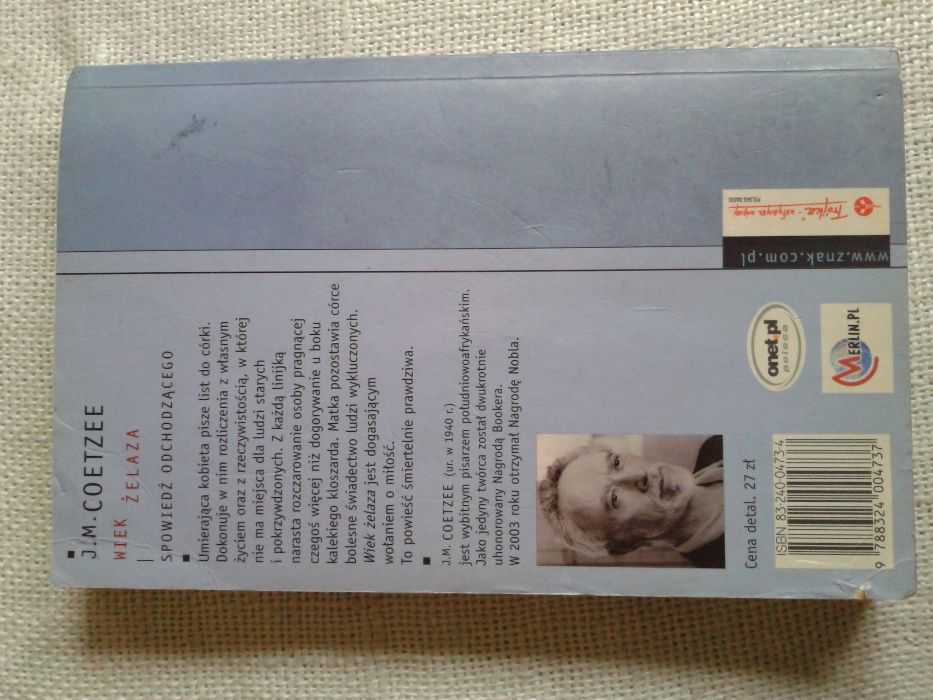 J.M. COETZEE
WIEK ŻELAZA
SPOWIEDŹ ODCHODZĄCEGO
Umierająca kobieta pisze list do córki.
Dokonuje w nim rozliczenia z własnym
życiem oraz z rzeczywistością, w której
nie ma miejsca dla ludzi starych
i pokrzywdzonych. Z każdą linijką
narasta rozczarowanie osoby pragnącej
czegoś więcej niż dogorywanie u boku
kalekiego kloszarda. Matka pozostawia córce
bolesne świadectwo ludzi wykluczonych.
Wiek żelaza jest dogasającym
wołaniem o miłość.
To powieść śmiertelnie prawdziwa.
J.M. COETZEE (ur. w 1940 r.)
jest wybitnym pisarzem południowoafrykańskim.
Jako jedyny twórca został dwukrotnie
uhonorowany Nagrodą Bookera.
W 2003 roku otrzymał Nagrodę Nobla.
Cena detal. 27 zł
ISBN 83-240-0473-4
9 788324 004737
onet.pl
poleca
MERLIN.PL
www.znak.com.pl
Trójka - usłyszysz więcej
POLSKIE RADIO